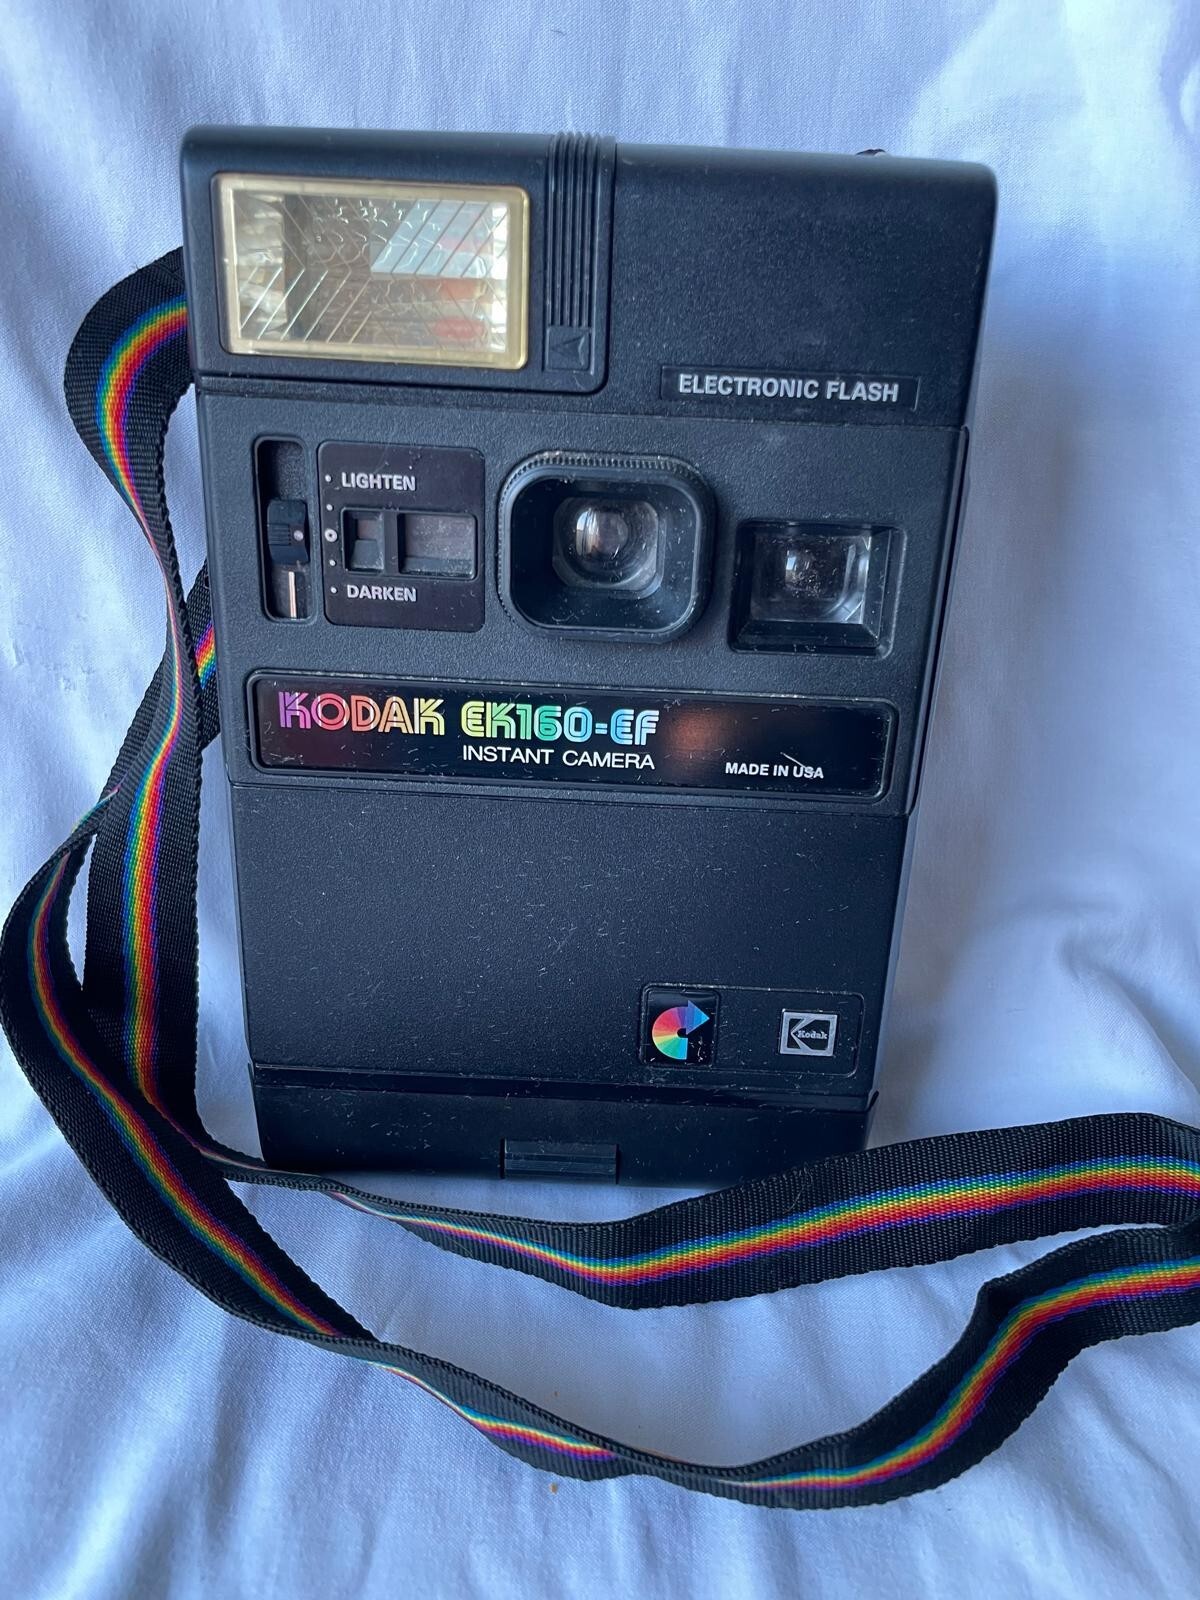 ELECTRONIC FLASH
LIGHTEN
DARKEN
KODAK EK160-EF
INSTANT CAMERA
MADE IN USA
Kodak